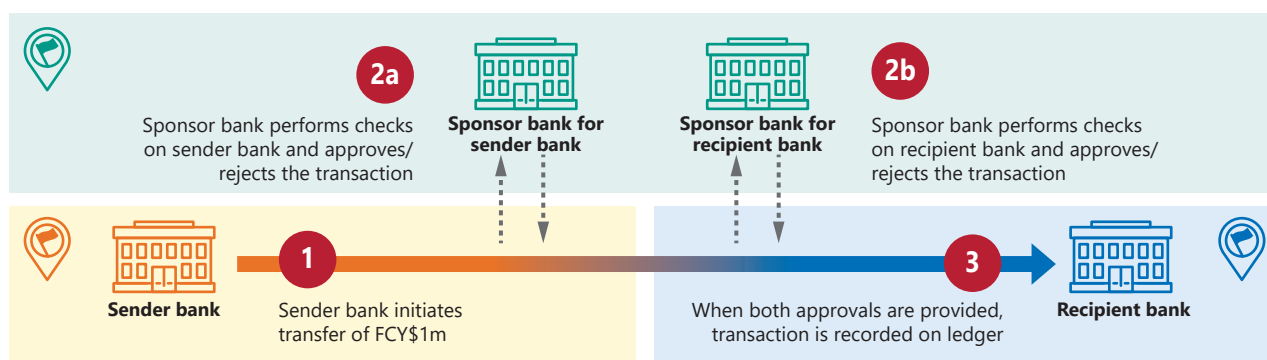 2a
Sponsor bank performs checks
on sender bank and approves/
rejects the transaction
Sponsor bank for
sender bank
Sponsor bank for
recipient bank
2b
Sponsor bank performs checks
on recipient bank and approves/
rejects the transaction
Sender bank
1
Sender bank initiates
transfer of FCY$1m
3
When both approvals are provided,
transaction is recorded on ledger
Recipient bank